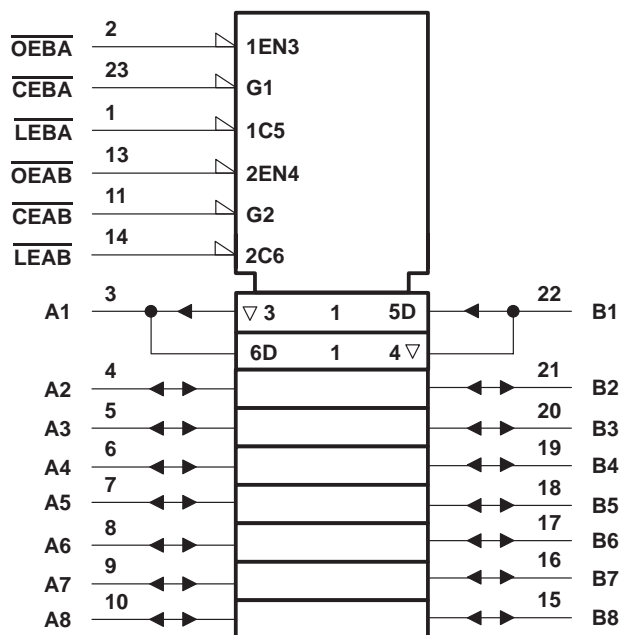 OEBA 2 1EN3
CEBA 23 G1
LEBA 1 1C5
OEAB 13 2EN4
CEAB 11 G2
LEAB 14 2C6
A1 3 ▽ 3 1 5D 22 B1
6D 1 4 ▽
A2 4 21 B2
A3 5 20 B3
A4 6 19 B4
A5 7 18 B5
A6 8 17 B6
A7 9 16 B7
A8 10 15 B8